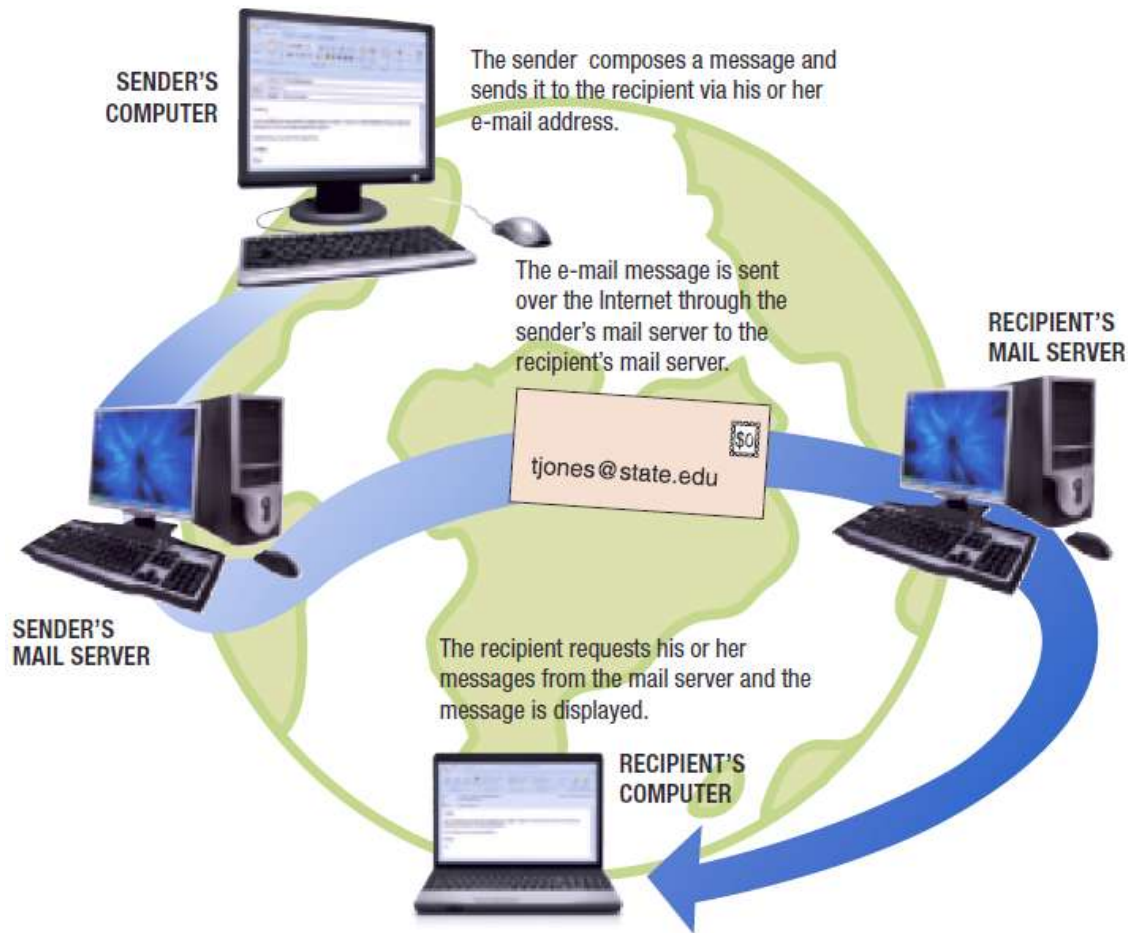 SENDER'S
COMPUTER
The sender composes a message and
sends it to the recipient via his or her
e-mail address.
The e-mail message is sent
over the Internet through the
sender's mail server to the
recipient's mail server.
RECIPIENT'S
MAIL SERVER
$0
tjones@state.edu
SENDER'S
MAIL SERVER
The recipient requests his or her
messages from the mail server and the
message is displayed.
RECIPIENT'S
COMPUTER